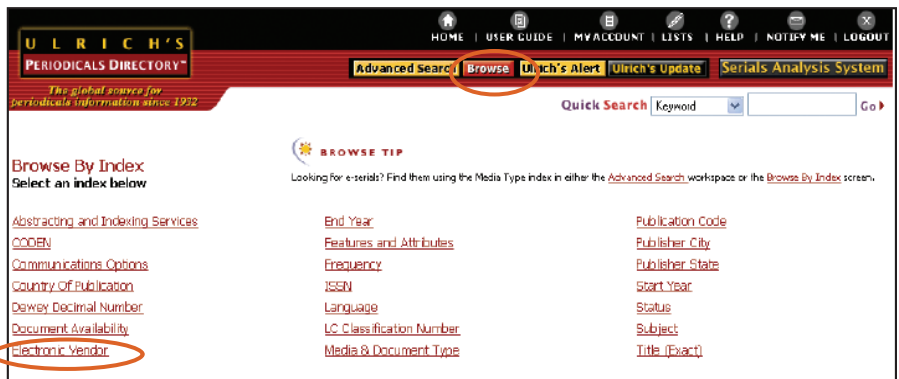 HOME | USER GUIDE | MY ACCOUNT | LISTS | HELP | NOTIFY ME | LOGOUT
ULRICH'S
PERIODICALS DIRECTORY™
Advanced Search Browse Ulrich's Alert Ulrich's Update Serials Analysis System
The global source for
periodicals information since 1932
Quick Search Keyword Go
BROWSE TIP
Browse By Index
Select an index below
Looking for e-serials? Find them using the Media Type index in either the Advanced Search workspace or the Browse By Index screen.
Abstracting and Indexing Services
End Year
Publication Code
CODEN
Features and Attributes
Publisher City
Communications Options
Frequency
Publisher State
Country Of Publication
ISSN
Start Year
Dewey Decimal Number
Language
Status
Document Availability
LC Classification Number
Subject
Electronic Vendor
Media & Document Type
Title (Exact)